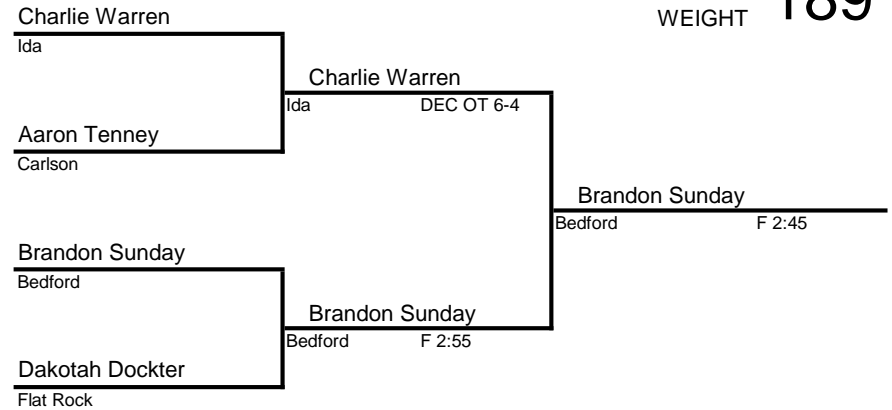 Charlie Warren
WEIGHT 189
Ida
Charlie Warren
Ida DEC OT 6-4
Aaron Tenney
Carlson
Brandon Sunday
Bedford F 2:45
Brandon Sunday
Bedford
Brandon Sunday
Bedford F 2:55
Dakotah Dockter
Flat Rock